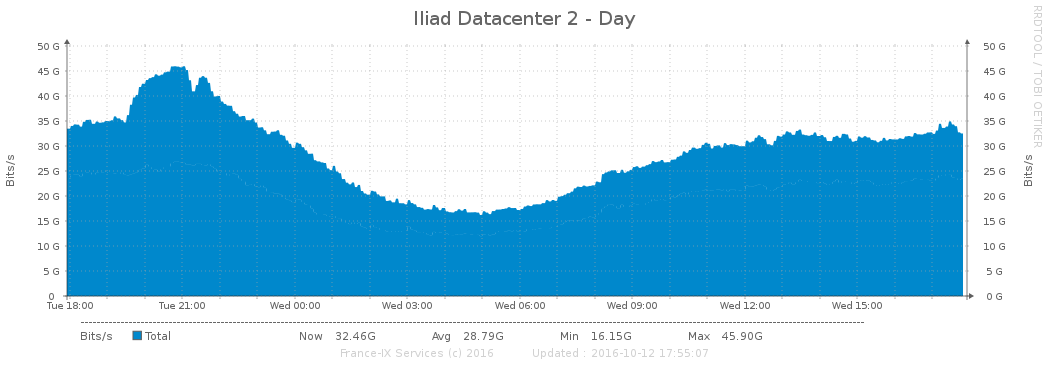 Iliad Datacenter 2 - Day
RRDTOOL / TOBI OETIKER
Bits/s
50 G
45 G
40 G
35 G
30 G
25 G
20 G
15 G
10 G
5 G
0
50 G
45 G
40 G
35 G
30 G
25 G
20 G
15 G
10 G
5 G
0 G
Bits/s
Tue 18:00 Tue 21:00 Wed 00:00 Wed 03:00 Wed 06:00 Wed 09:00 Wed 12:00 Wed 15:00
Bits/s Total Now 32.46G Avg 28.79G Min 16.15G Max 45.90G
France-IX Services (c) 2016 Updated : 2016-10-12 17:55:07